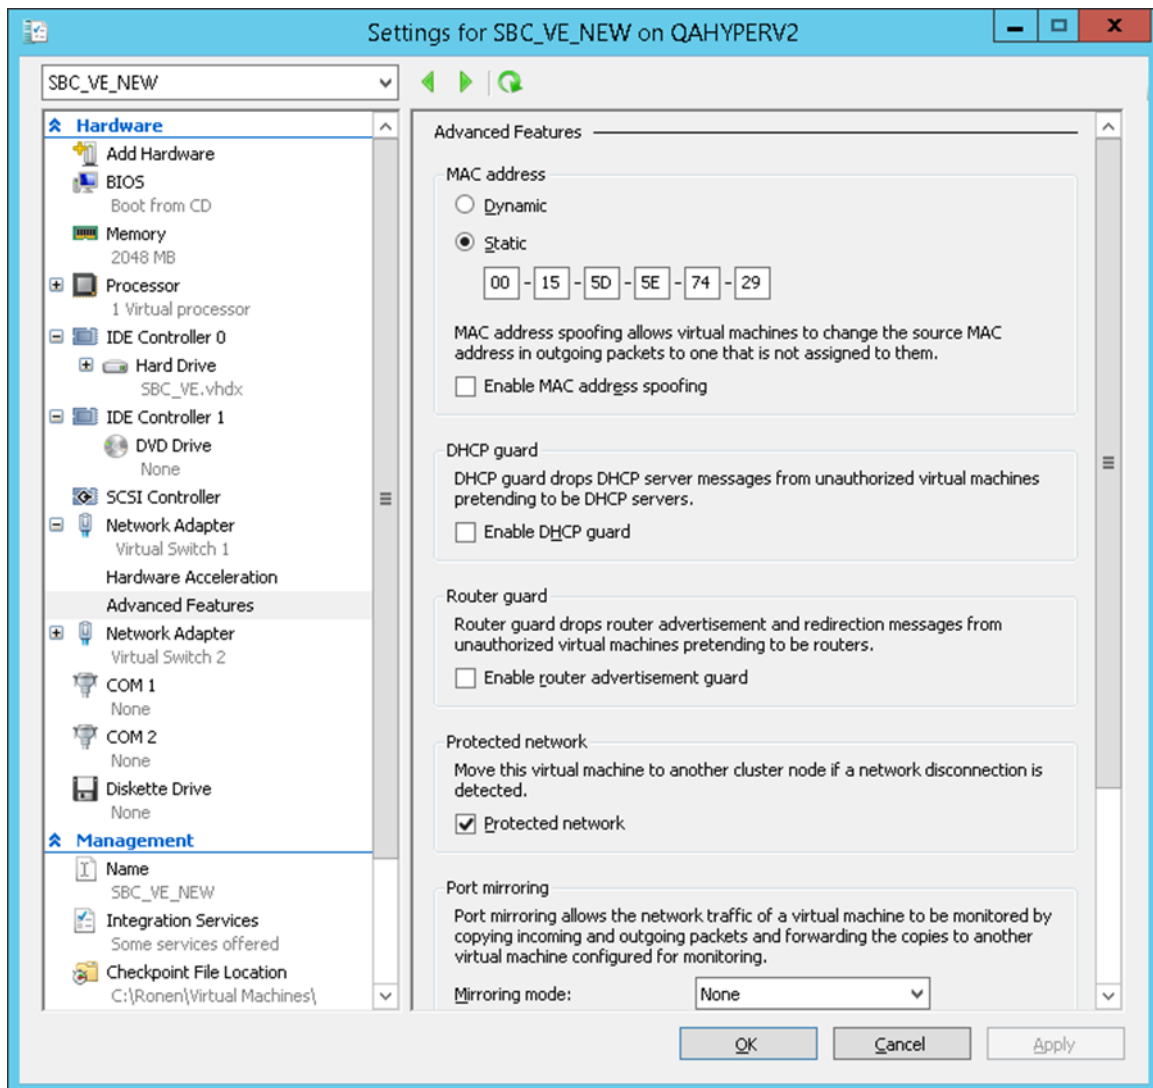 Settings for SBC_VE_NEW on QAHYPERV2
SBC_VE_NEW
Hardware
Add Hardware
BIOS
Boot from CD
Memory
2048 MB
Processor
1 Virtual processor
IDE Controller 0
Hard Drive
SBC_VE.vhdx
IDE Controller 1
DVD Drive
None
SCSI Controller
Network Adapter
Virtual Switch 1
Hardware Acceleration
Advanced Features
Network Adapter
Virtual Switch 2
COM 1
None
COM 2
None
Diskette Drive
None
Management
Name
SBC_VE_NEW
Integration Services
Some services offered
Checkpoint File Location
C:\Ronen\Virtual Machines\
Advanced Features
MAC address
Dynamic
Static
00 - 15 - 5D - 5E - 74 - 29
MAC address spoofing allows virtual machines to change the source MAC
address in outgoing packets to one that is not assigned to them.
Enable MAC address spoofing
DHCP guard
DHCP guard drops DHCP server messages from unauthorized virtual machines
pretending to be DHCP servers.
Enable DHCP guard
Router guard
Router guard drops router advertisement and redirection messages from
unauthorized virtual machines pretending to be routers.
Enable router advertisement guard
Protected network
Move this virtual machine to another cluster node if a network disconnection is
detected.
Protected network
Port mirroring
Port mirroring allows the network traffic of a virtual machine to be monitored by
copying incoming and outgoing packets and forwarding the copies to another
virtual machine configured for monitoring.
Mirroring mode: None
OK Cancel Apply